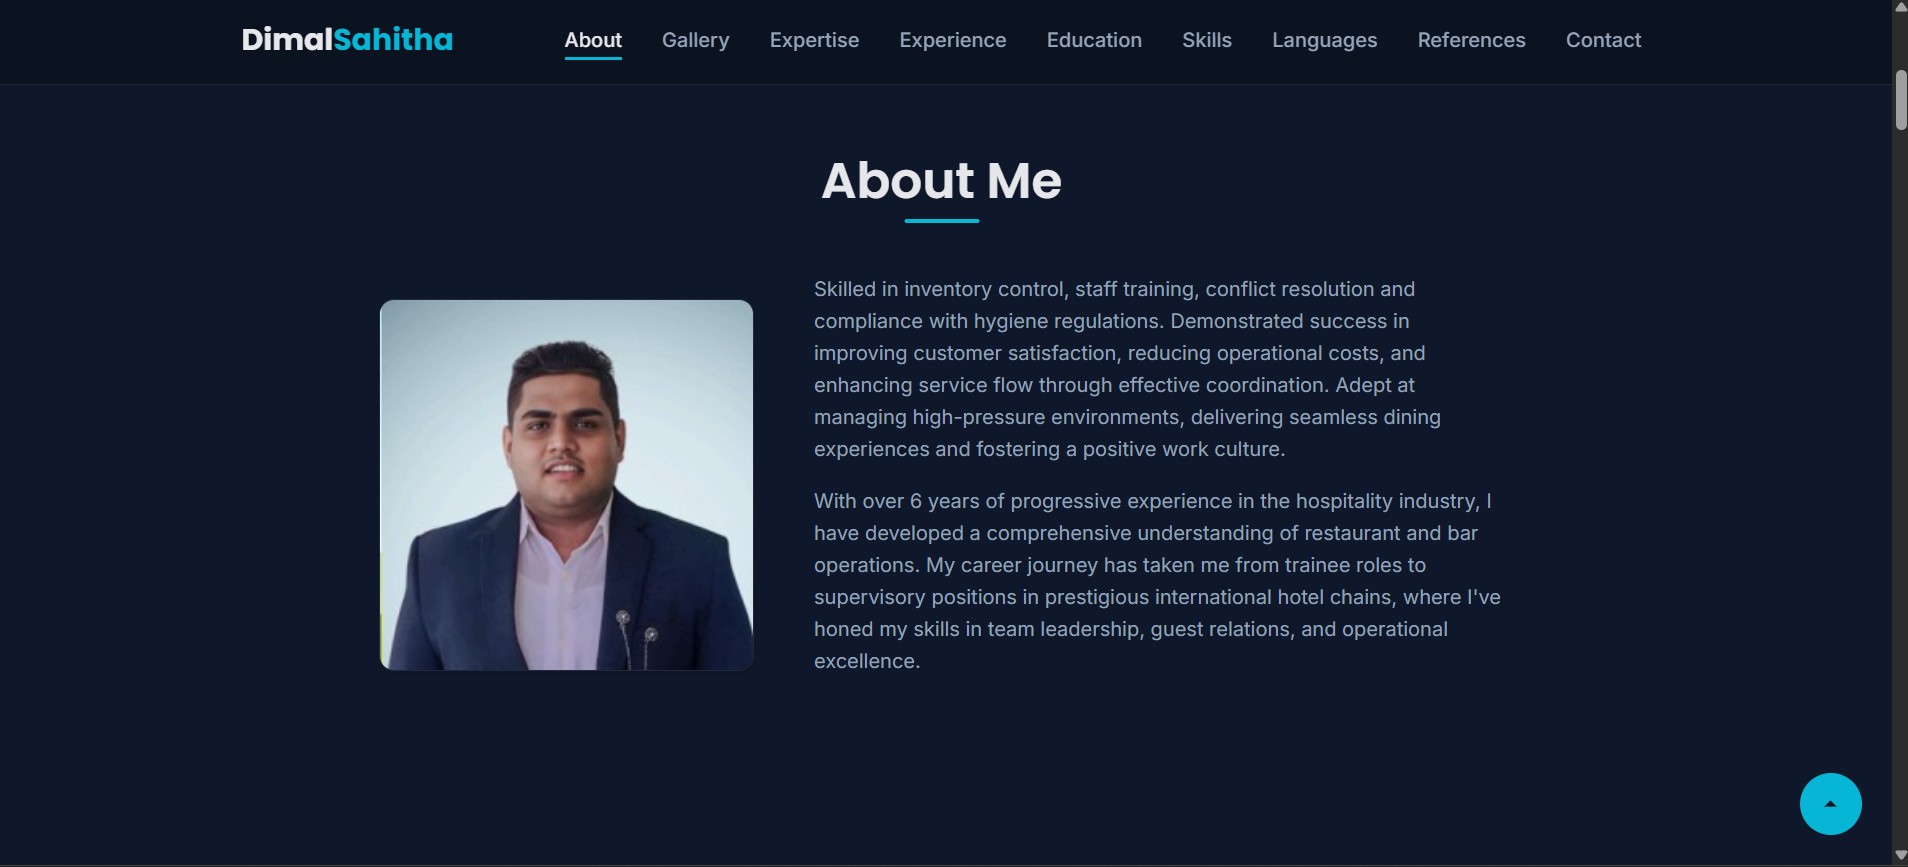 DimalSahitha
About Gallery Expertise Experience Education Skills Languages References Contact
About Me
Skilled in inventory control, staff training, conflict resolution and
compliance with hygiene regulations. Demonstrated success in
improving customer satisfaction, reducing operational costs, and
enhancing service flow through effective coordination. Adept at
managing high-pressure environments, delivering seamless dining
experiences and fostering a positive work culture.
With over 6 years of progressive experience in the hospitality industry, I
have developed a comprehensive understanding of restaurant and bar
operations. My career journey has taken me from trainee roles to
supervisory positions in prestigious international hotel chains, where I've
honed my skills in team leadership, guest relations, and operational
excellence.